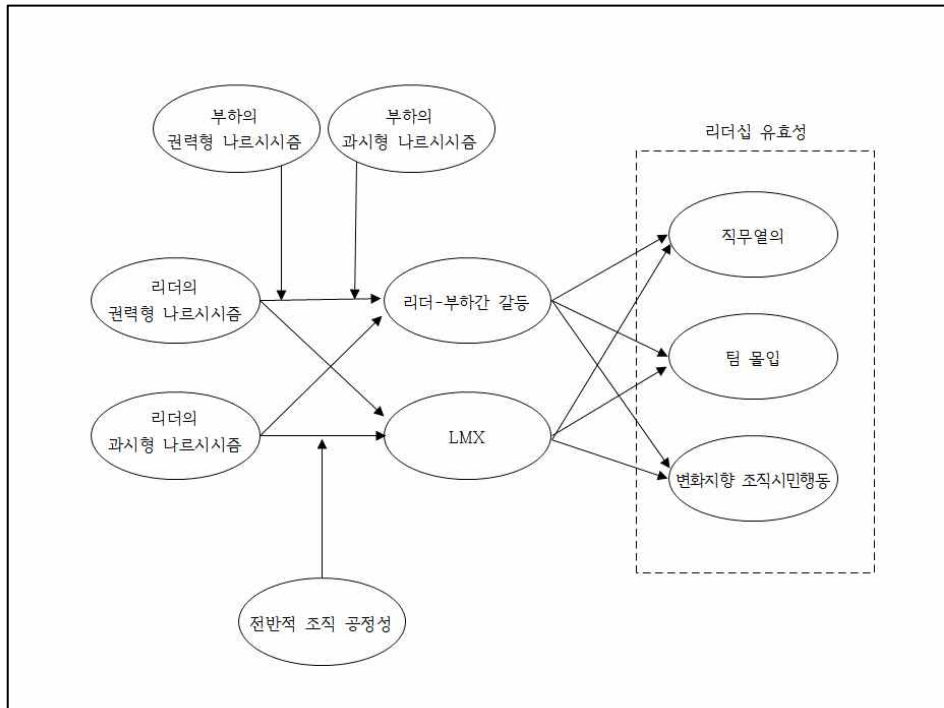 부하의
권력형 나르시시즘
부하의
과시형 나르시시즘
리더십 유효성
직무열의
리더의
권력형 나르시시즘
리더-부하간 갈등
팀 몰입
리더의
과시형 나르시시즘
LMX
변화지향 조직시민행동
전반적 조직 공정성